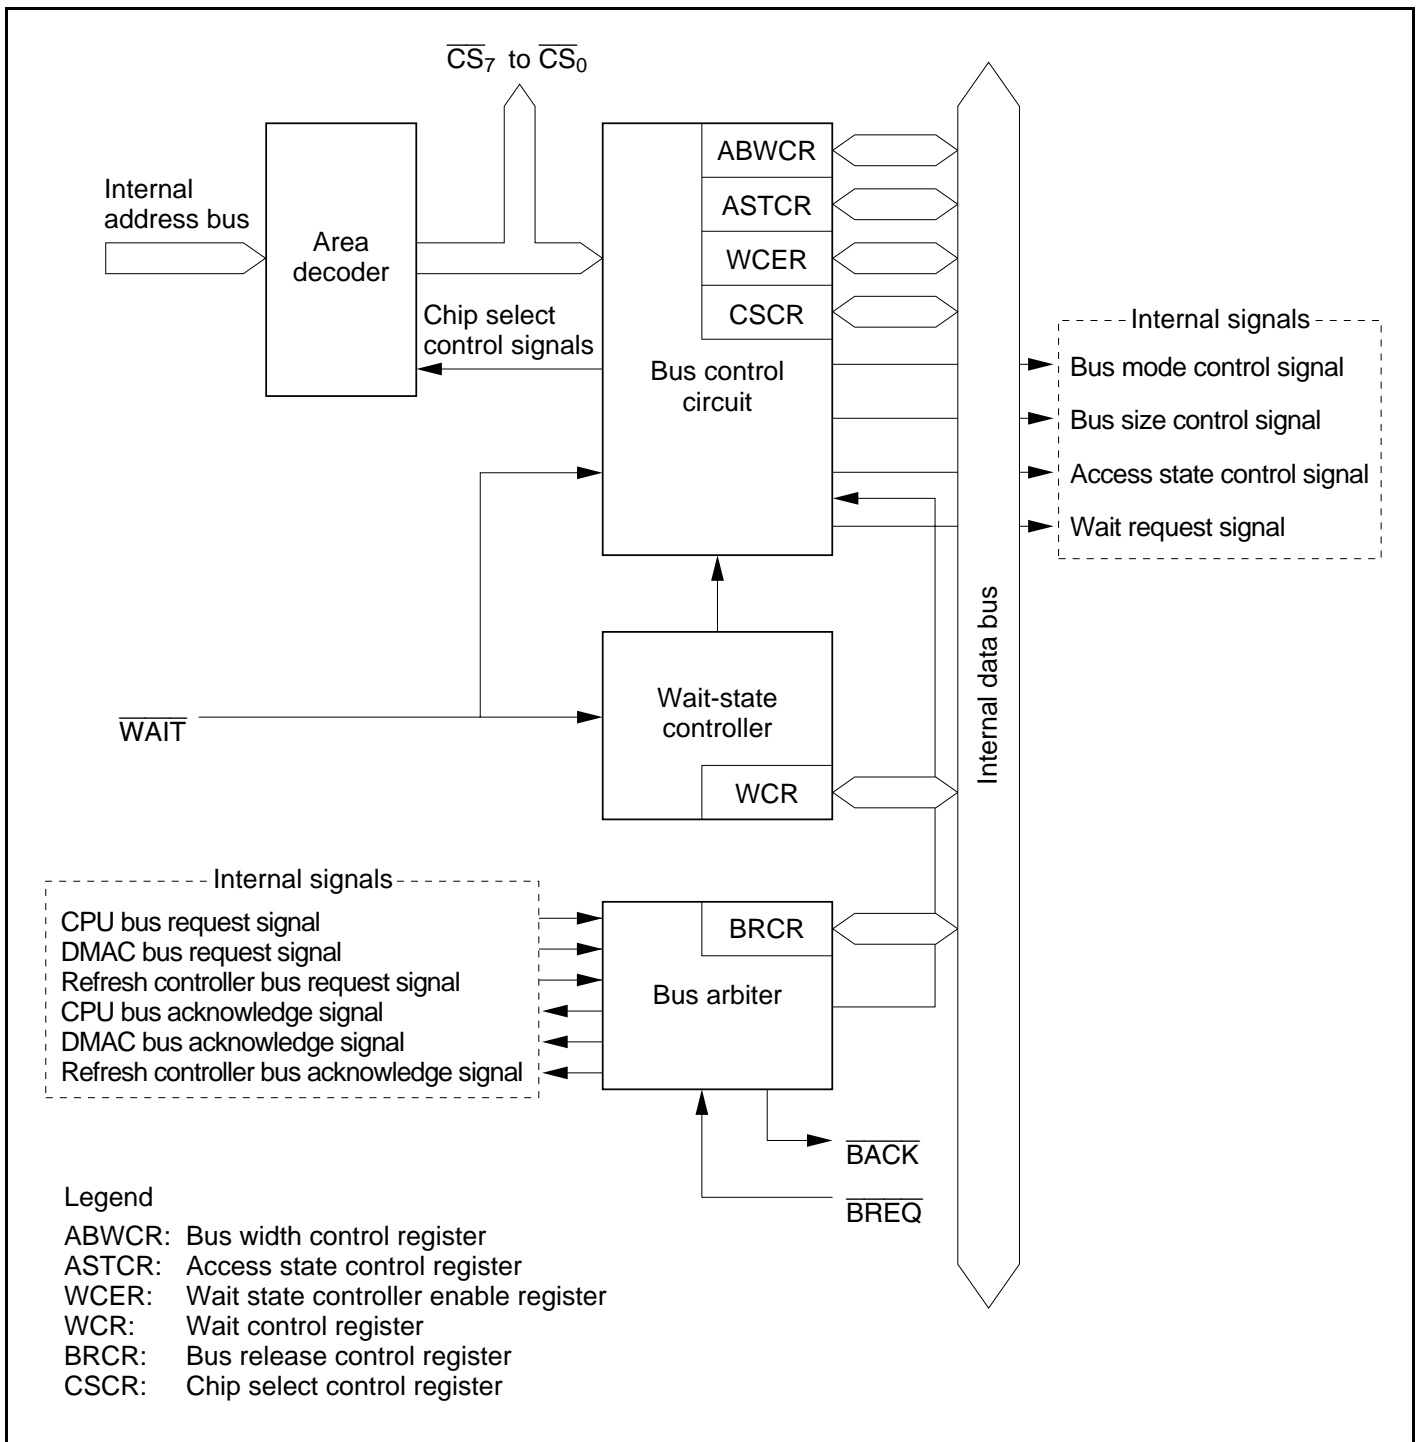 C̅S̅7 to C̅S̅0
Internal
address bus
Area
decoder
Chip select
control signals
ABWCR
ASTCR
WCER
CSCR
Bus control
circuit
Internal signals
Bus mode control signal
Bus size control signal
Access state control signal
Wait request signal
Internal data bus
W̅A̅I̅T̅
Wait-state
controller
WCR
Internal signals
CPU bus request signal
DMAC bus request signal
Refresh controller bus request signal
CPU bus acknowledge signal
DMAC bus acknowledge signal
Refresh controller bus acknowledge signal
BRCR
Bus arbiter
B̅A̅C̅K̅
B̅R̅E̅Q̅
Legend
ABWCR: Bus width control register
ASTCR: Access state control register
WCER: Wait state controller enable register
WCR: Wait control register
BRCR: Bus release control register
CSCR: Chip select control register